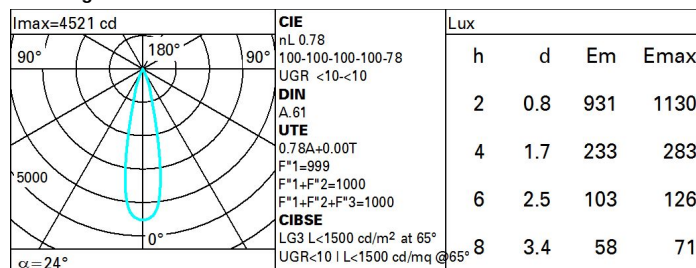 Imax=4521 cd
90°
180°
90°
5000
0°
α=24°
CIE
nL 0.78
100-100-100-100-78
UGR <10-<10
DIN
A.61
UTE
0.78A+0.00T
F"1=999
F"1+F"2=1000
F"1+F"2+F"3=1000
CIBSE
LG3 L<1500 cd/m² at 65°
UGR<10 | L<1500 cd/mq @65°
Lux
h d Em Emax
2 0.8 931 1130
4 1.7 233 283
6 2.5 103 126
8 3.4 58 71